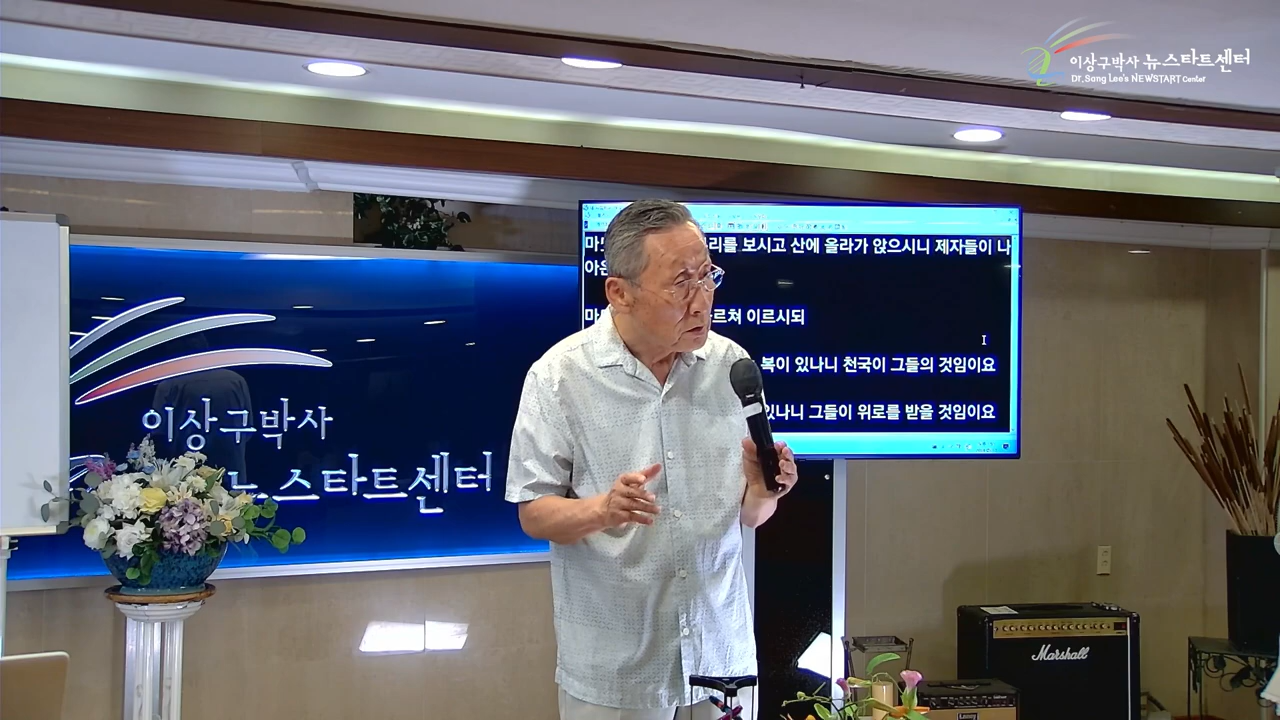 이상구박사 뉴스타트센터
Dr. Sang Lee's NEWSTART Center
리를 보시고 산에 올라가 앉으시니 제자들이 나
르쳐 이르시되
복이 있나니 천국이 그들의 것임이요
있나니 그들이 위로를 받을 것임이요
이상구박사
뉴스타트센터
Marshall
Laney